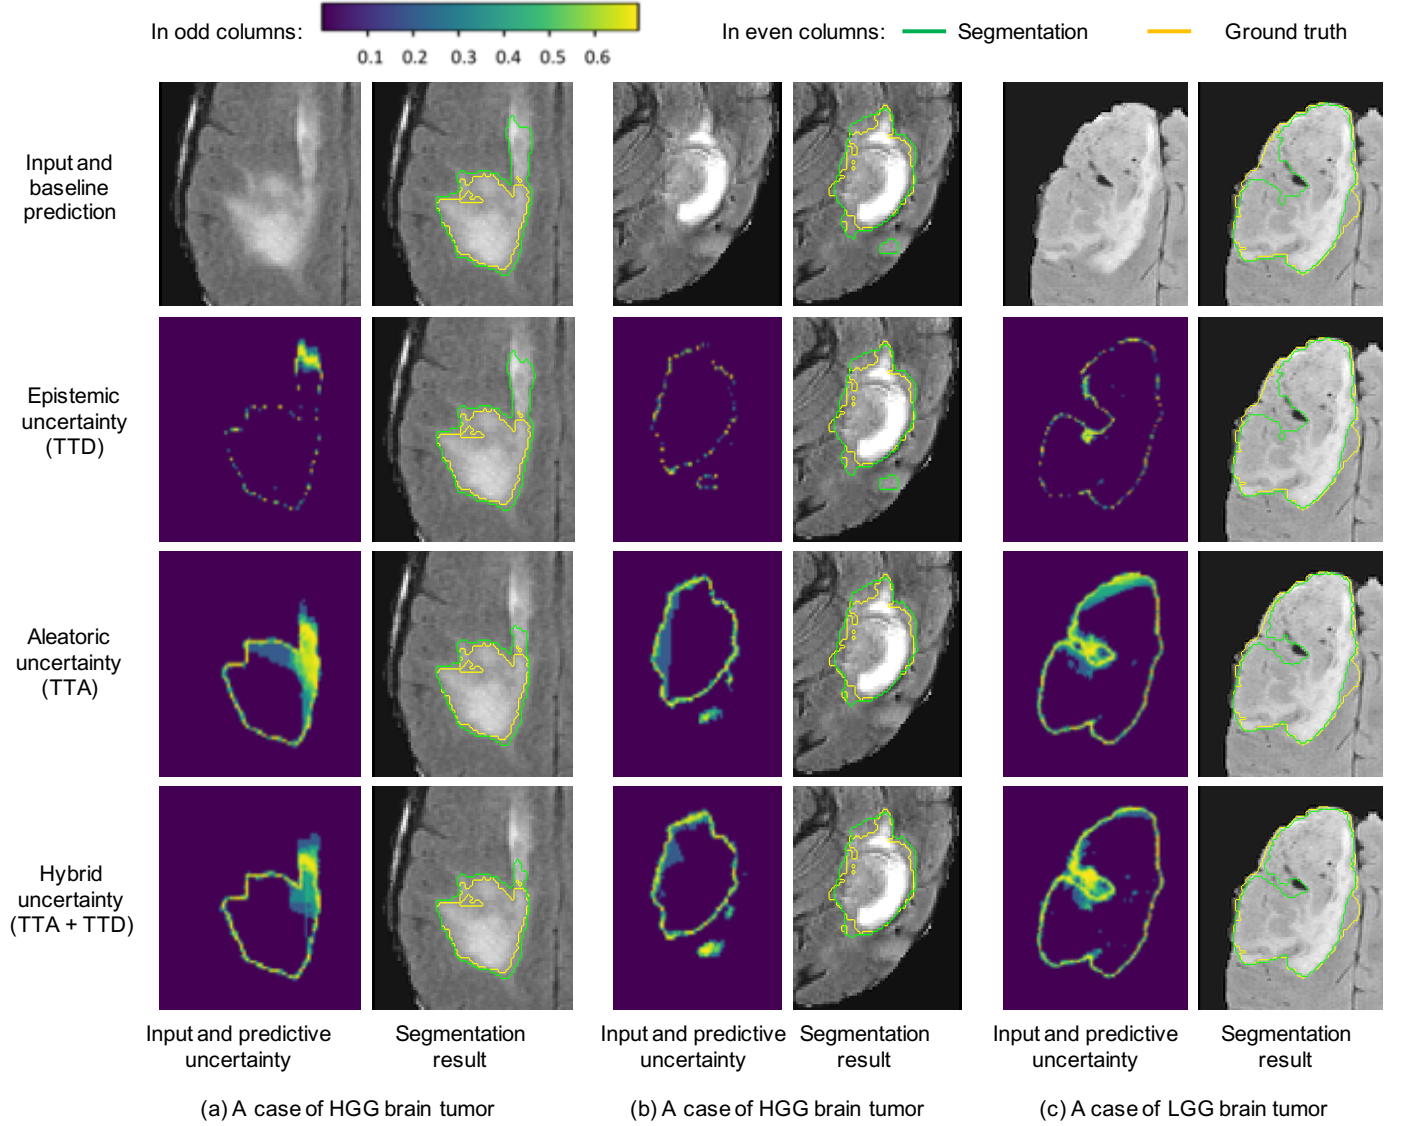 In odd columns:
0.1 0.2 0.3 0.4 0.5 0.6
In even columns:
Segmentation
Ground truth
Input and
baseline
prediction
Epistemic
uncertainty
(TTD)
Aleatoric
uncertainty
(TTA)
Hybrid
uncertainty
(TTA + TTD)
Input and predictive
uncertainty
Segmentation
result
Input and predictive
uncertainty
Segmentation
result
Input and predictive
uncertainty
Segmentation
result
(a) A case of HGG brain tumor
(b) A case of HGG brain tumor
(c) A case of LGG brain tumor